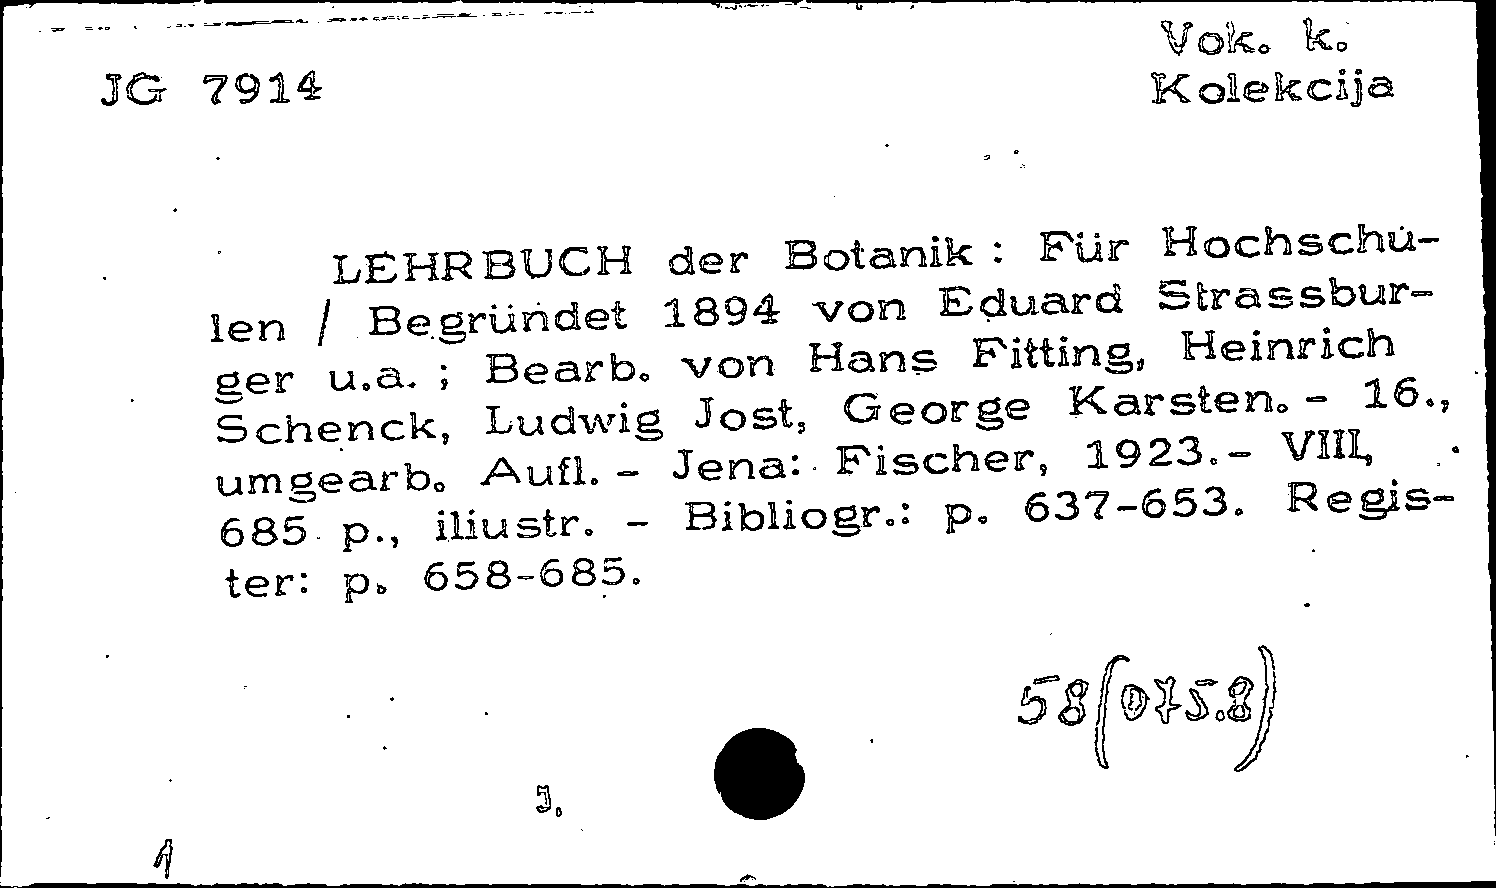 Vok. k.
JG 7914
Kolekcija
LEHRBUCH der Botanik : Für Hochschu-
len / Begründet 1894 von Eduard Strassbur-
ger u.a. ; Bearb. von Hans Fitting, Heinrich
Schenck, Ludwig Jost, George Karsten. - 16.,
umgearb. Aufl. - Jena: Fischer, 1923. - VIII,
685 p., iliustr. - Bibliogr.: p. 637-653. Regis-
ter: p. 658-685.
58(075.8)
J.
1